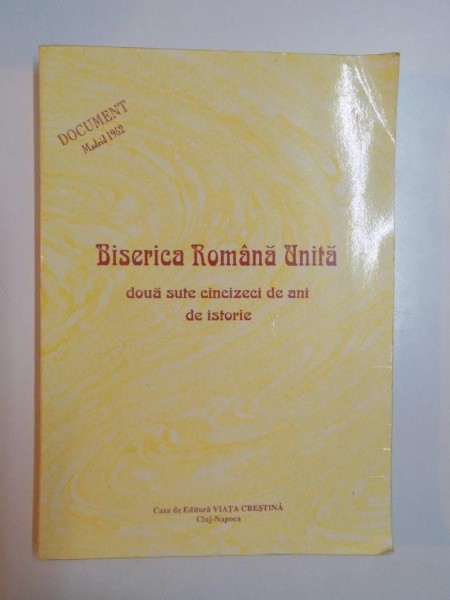 DOCUMENT
Madrid 1952
Biserica Română Unită
două sute cincizeci de ani
de istorie
Casa de Editură VIAȚA CREȘTINĂ
Cluj-Napoca